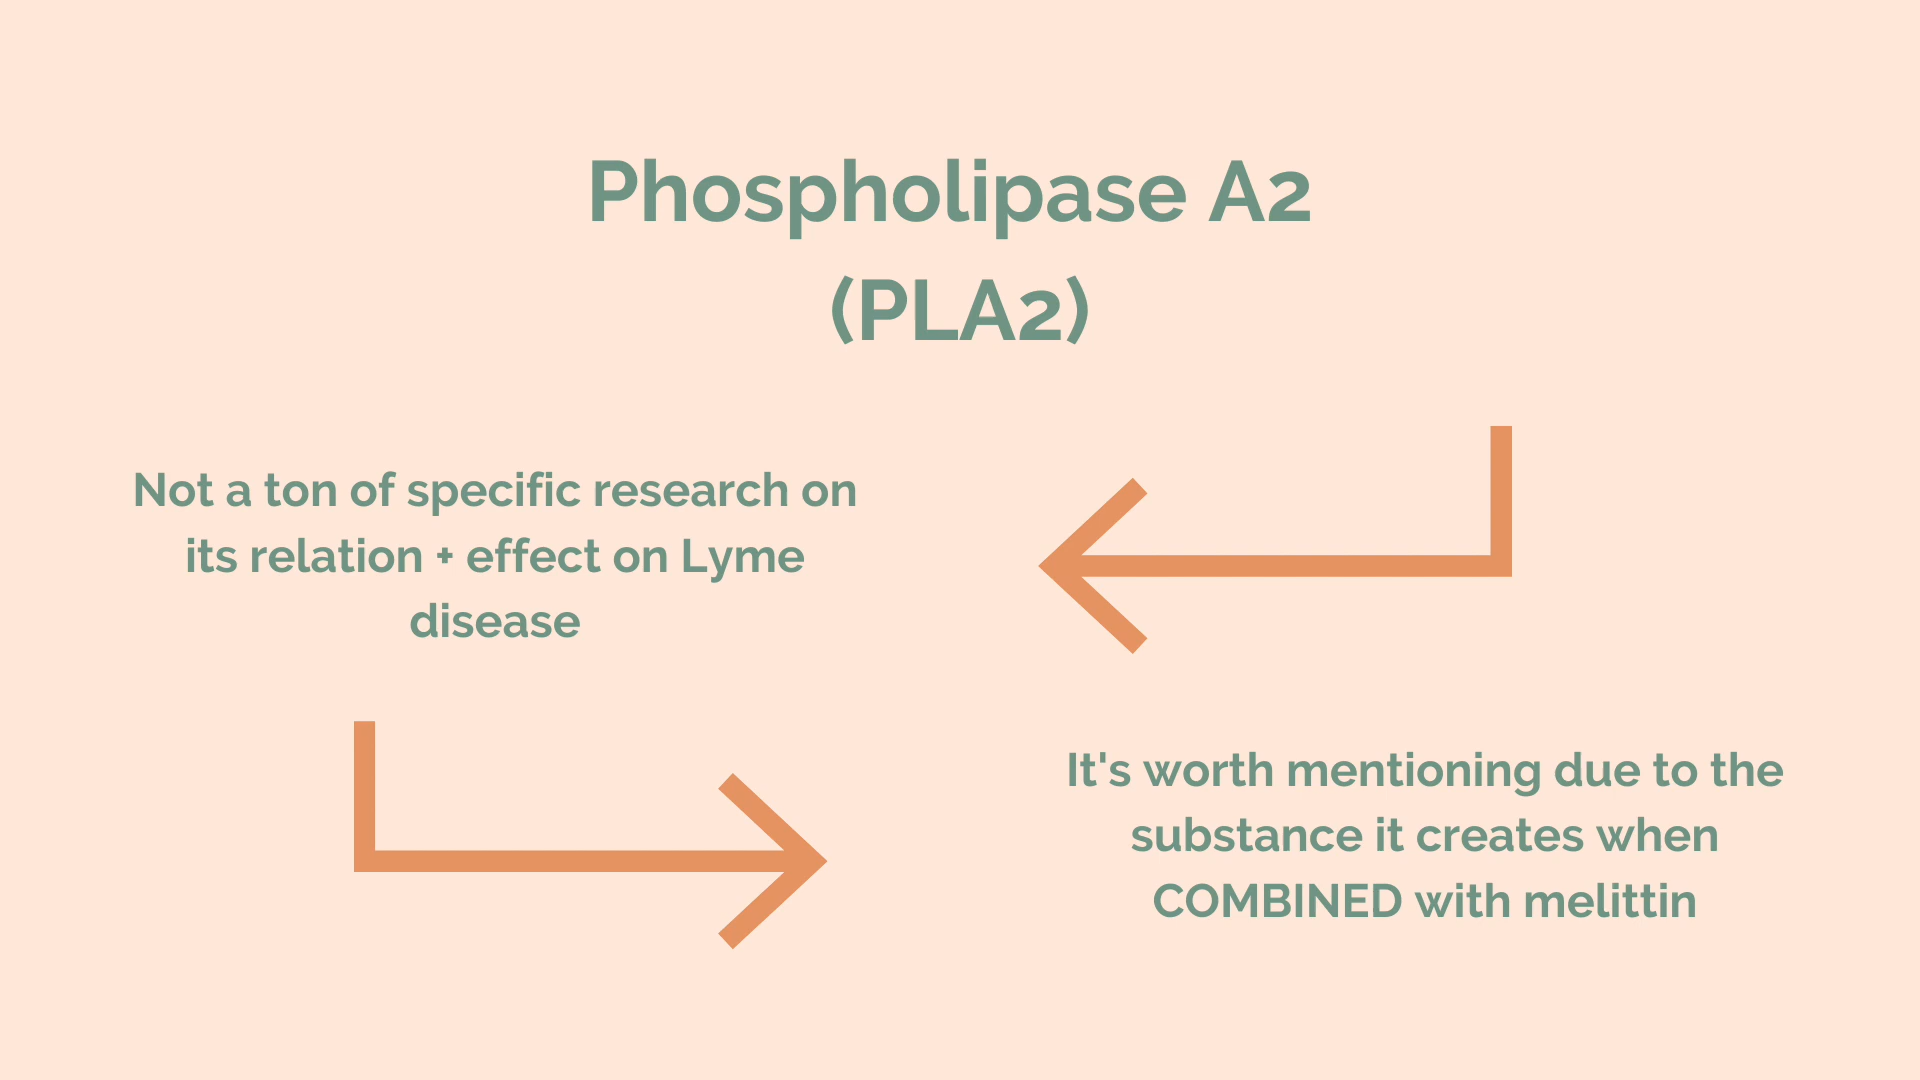 Phospholipase A2
(PLA2)
Not a ton of specific research on
its relation + effect on Lyme
disease
It's worth mentioning due to the
substance it creates when
COMBINED with melittin